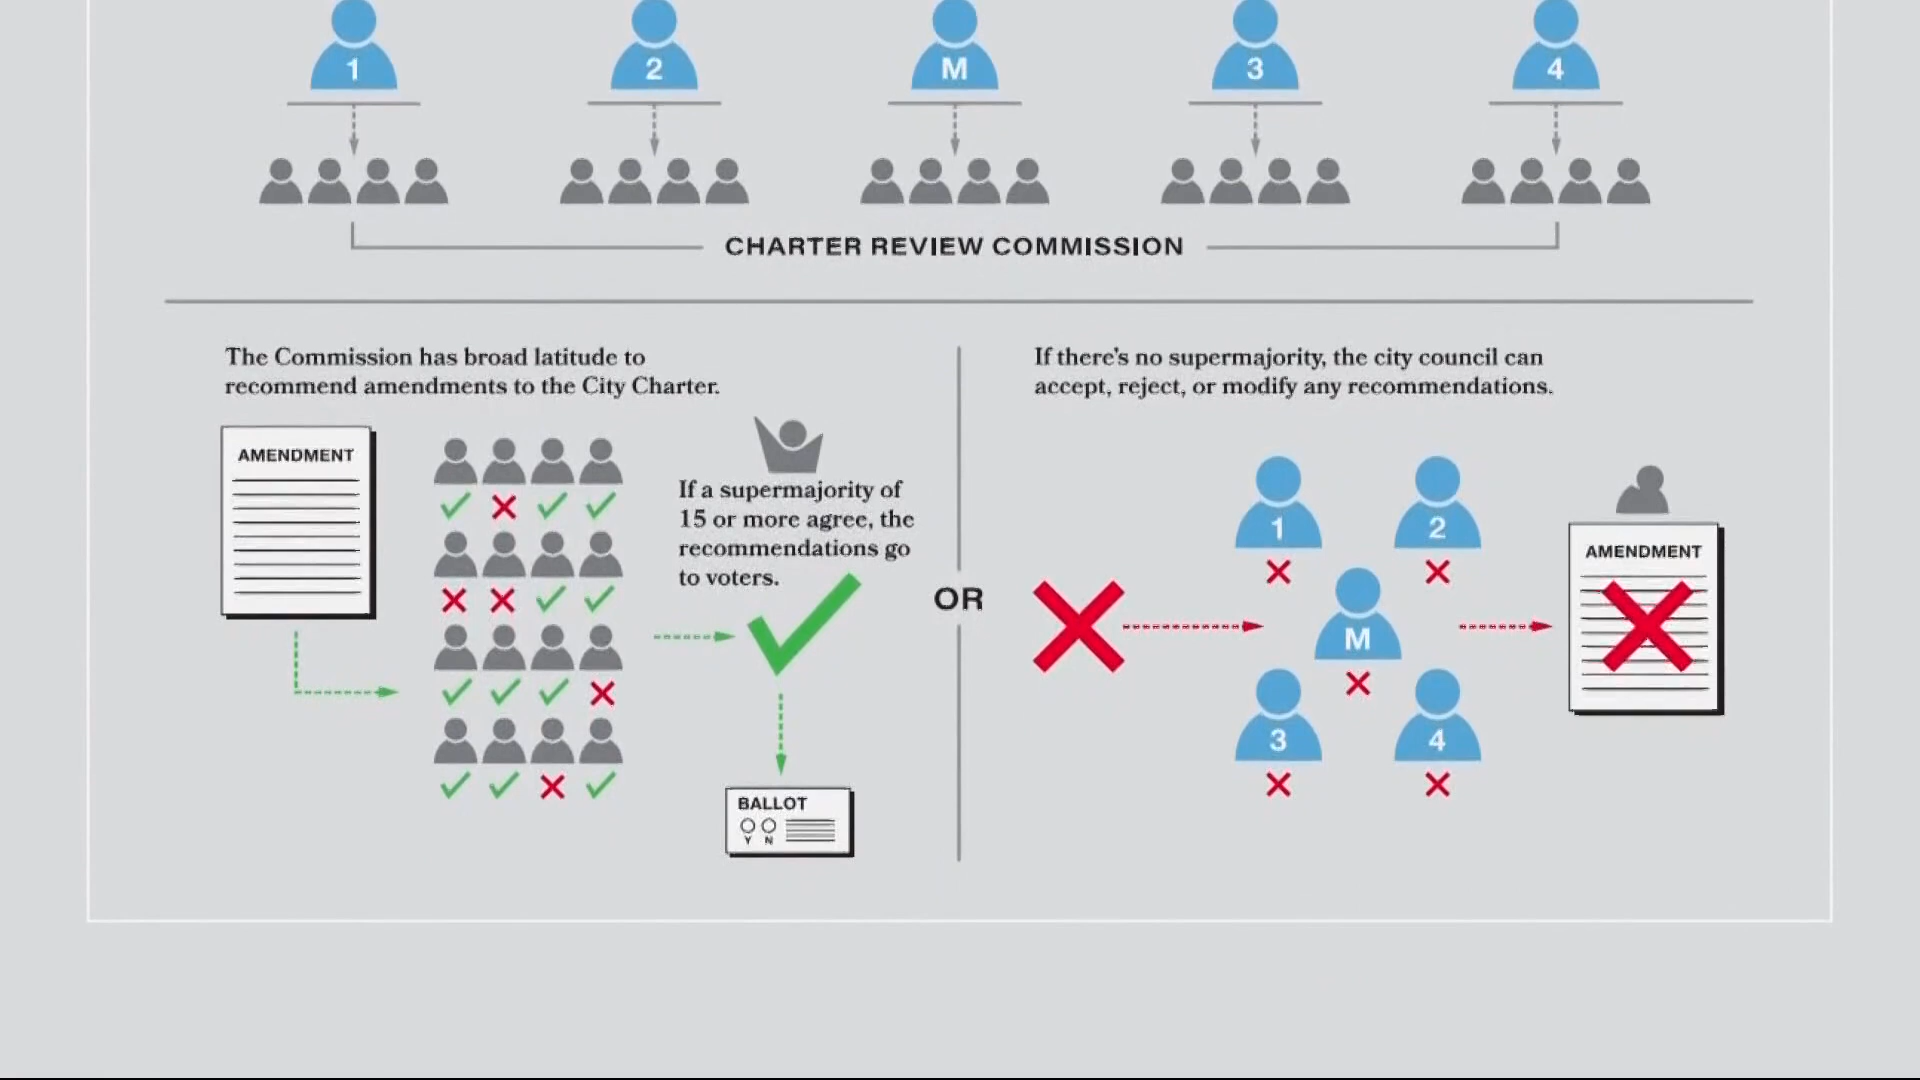 1
2
M
3
4
CHARTER REVIEW COMMISSION
The Commission has broad latitude to
recommend amendments to the City Charter.
AMENDMENT
If a supermajority of
15 or more agree, the
recommendations go
to voters.
BALLOT
Y N
OR
If there's no supermajority, the city council can
accept, reject, or modify any recommendations.
1
2
M
3
4
AMENDMENT